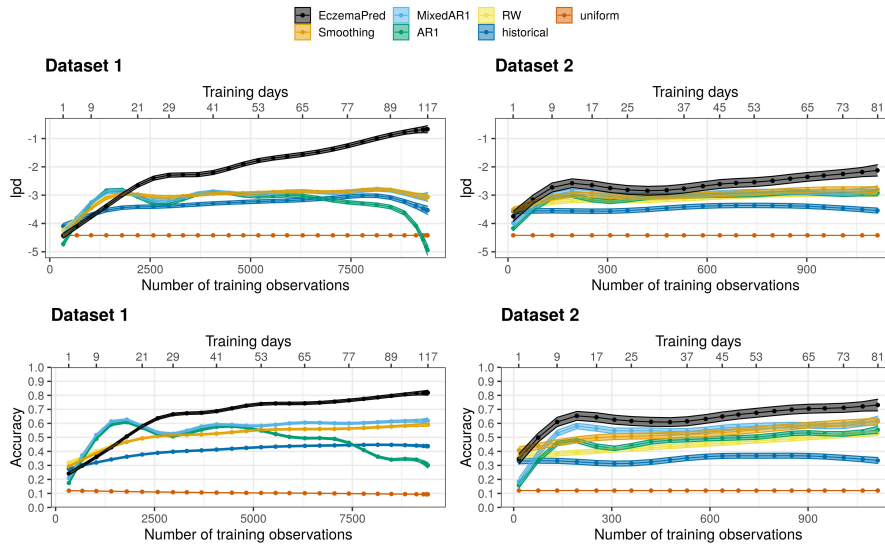 EczemaPred MixedAR1 RW uniform
Smoothing AR1 historical
Dataset 1 Dataset 2
Training days Training days
1 9 21 29 41 53 65 77 89 117 1 9 17 25 37 45 53 65 73 81
lpd lpd
-1 -1
-2 -2
-3 -3
-4 -4
-5 -5
0 2500 5000 7500 0 300 600 900
Number of training observations Number of training observations
Dataset 1 Dataset 2
Training days Training days
1 9 21 29 41 53 65 77 89 117 1 9 17 25 37 45 53 65 73 81
Accuracy Accuracy
1.0 1.0
0.9 0.9
0.8 0.8
0.7 0.7
0.6 0.6
0.5 0.5
0.4 0.4
0.3 0.3
0.2 0.2
0.1 0.1
0.0 0.0
0 2500 5000 7500 0 300 600 900
Number of training observations Number of training observations